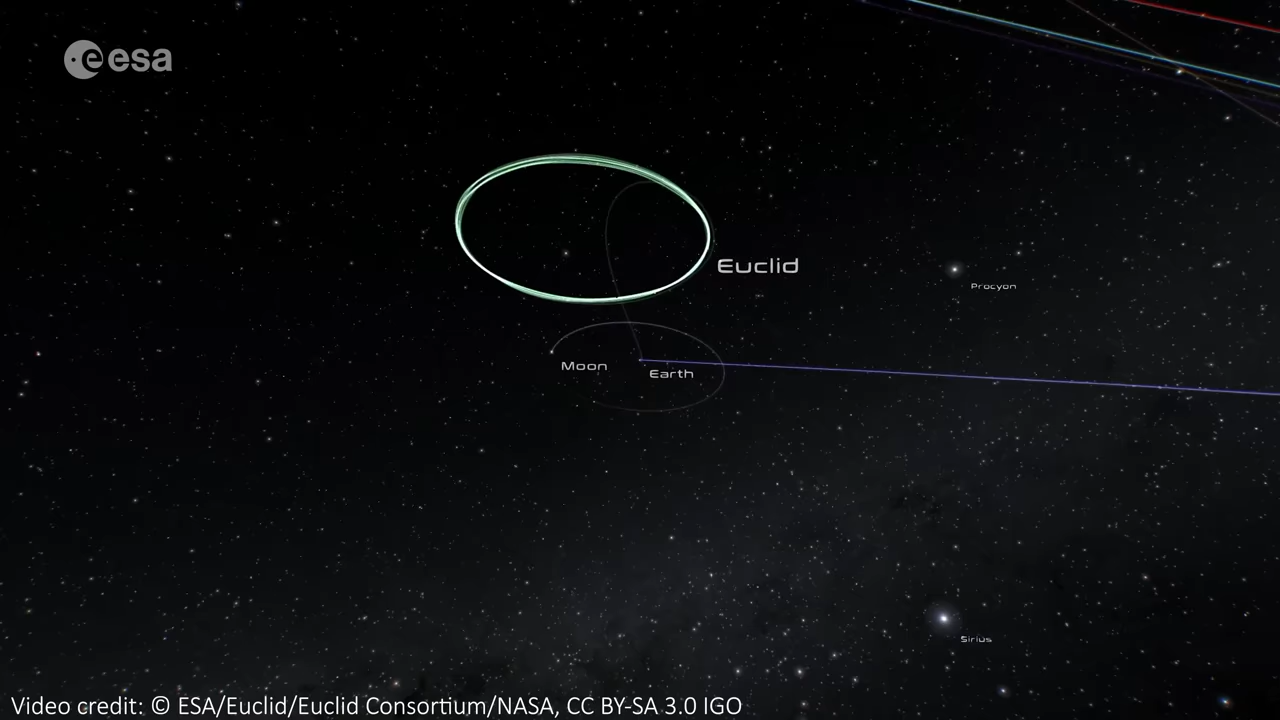 esa
Euclid
Procyon
Moon
Earth
Sirius
Video credit: © ESA/Euclid/Euclid Consortium/NASA, CC BY-SA 3.0 IGO